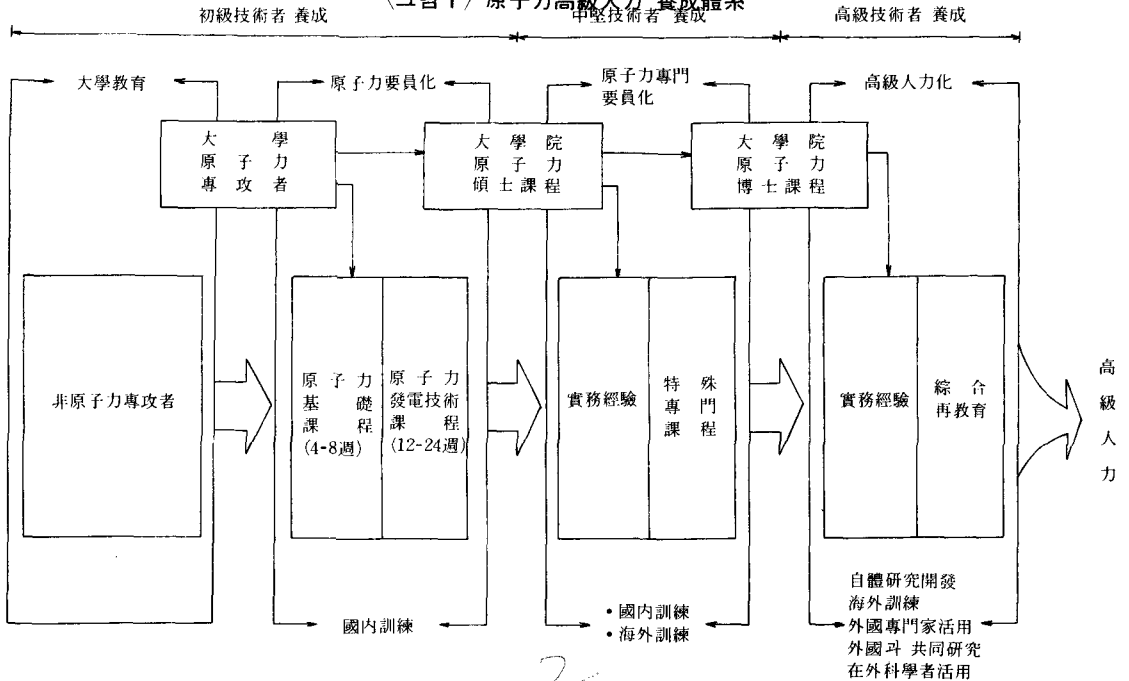 〈그림 1〉 原子力高級人力 養成體系
初級技術者 養成
中堅技術者 養成
高級技術者 養成
大學教育
原子力要員化
原子力專門
要員化
高級人力化
大 學
原 子 力
專 攻 者
大 學 院
原 子 力
碩士課程
大 學 院
原 子 力
博士課程
非原子力專攻者
原 子 力
基 礎
課 程
(4-8週)
原 子 力
發電技術
課 程
(12-24週)
實務經驗
特 殊
專 門
課 程
實務經驗
綜 合
再教育
高
級
人
力
國內訓練
• 國內訓練
• 海外訓練
自體硏究開發
海外訓練
外國專門家活用
外國과 共同硏究
在外科學者活用